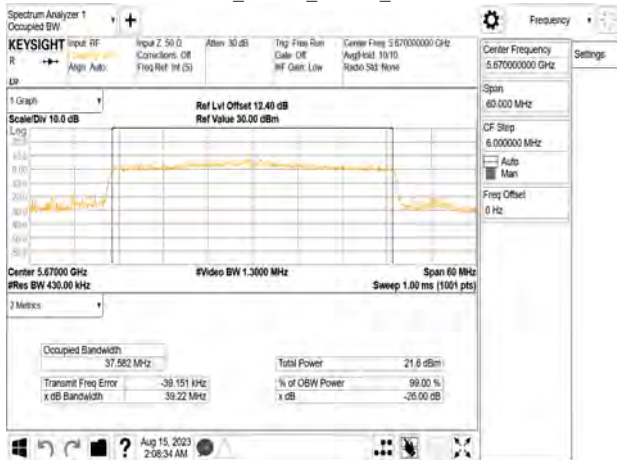 Spectrum Analyzer 1
Occupied BW
+
Frequency
KEYSIGHT
R
Input: RF
Align: Auto
Input Z: 50 Ω
Corrections: Off
Freq Ref: Int (S)
Atten: 30 dB
Trig: Free Run
Gate: Off
#IF Gain: Low
Center Freq: 5.670000000 GHz
Avg|Hold: 10/10
Radio Std: None
Center Frequency
5.670000000 GHz
Settings
Span
60.000 MHz
CF Step
6.000000 MHz
Auto
Man
Freq Offset
0 Hz
1 Graph
Scale/Div 10.0 dB
Log
Ref Lvl Offset 12.40 dB
Ref Value 30.00 dBm
Center 5.67000 GHz
#Res BW 430.00 kHz
#Video BW 1.3000 MHz
Span 60 MHz
Sweep 1.00 ms (1001 pts)
2 Metrics
Occupied Bandwidth
37.562 MHz
Total Power
21.6 dBm
Transmit Freq Error
-39.151 kHz
% of OBW Power
99.00 %
x dB Bandwidth
39.22 MHz
x dB
-26.00 dB
?
Aug 15, 2023
2:08:34 AM